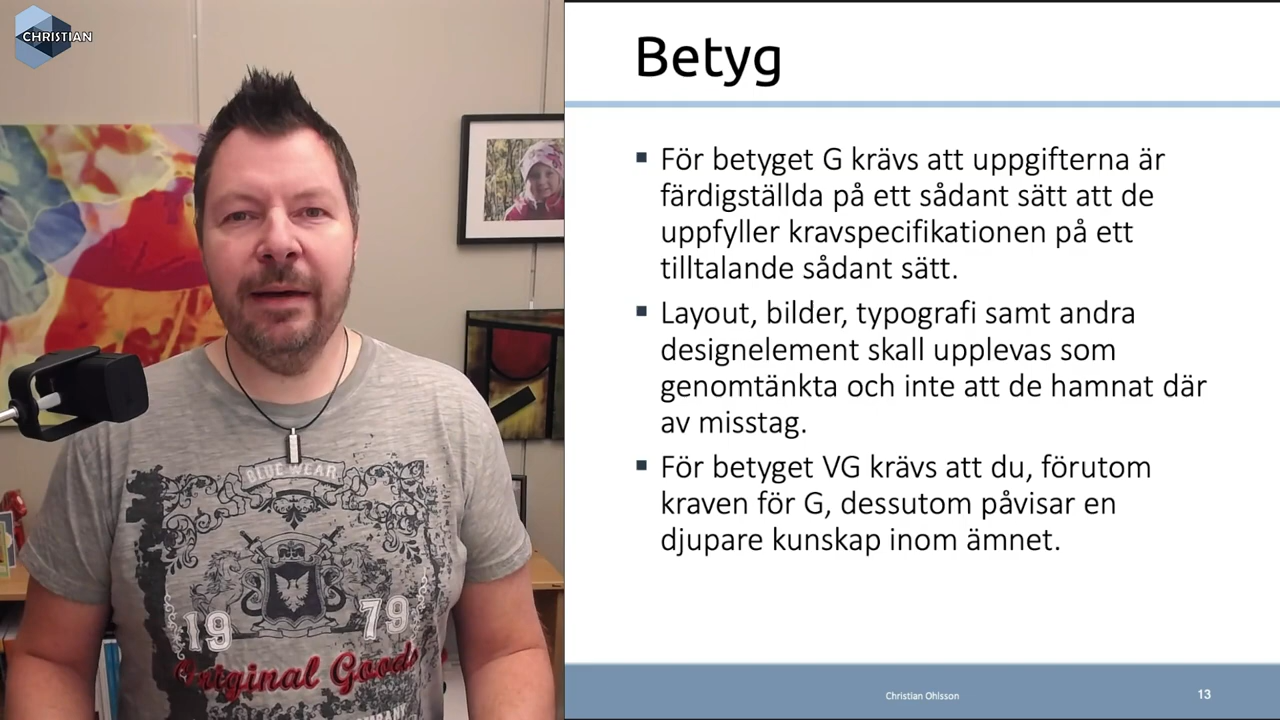 CHRISTIAN
BLUE WEAR
19 79
Original Goods
Betyg
För betyget G krävs att uppgifterna är
färdigställda på ett sådant sätt att de
uppfyller kravspecifikationen på ett
tilltalande sådant sätt.
Layout, bilder, typografi samt andra
designelement skall upplevas som
genomtänkta och inte att de hamnat där
av misstag.
För betyget VG krävs att du, förutom
kraven för G, dessutom påvisar en
djupare kunskap inom ämnet.
Christian Ohlsson
13